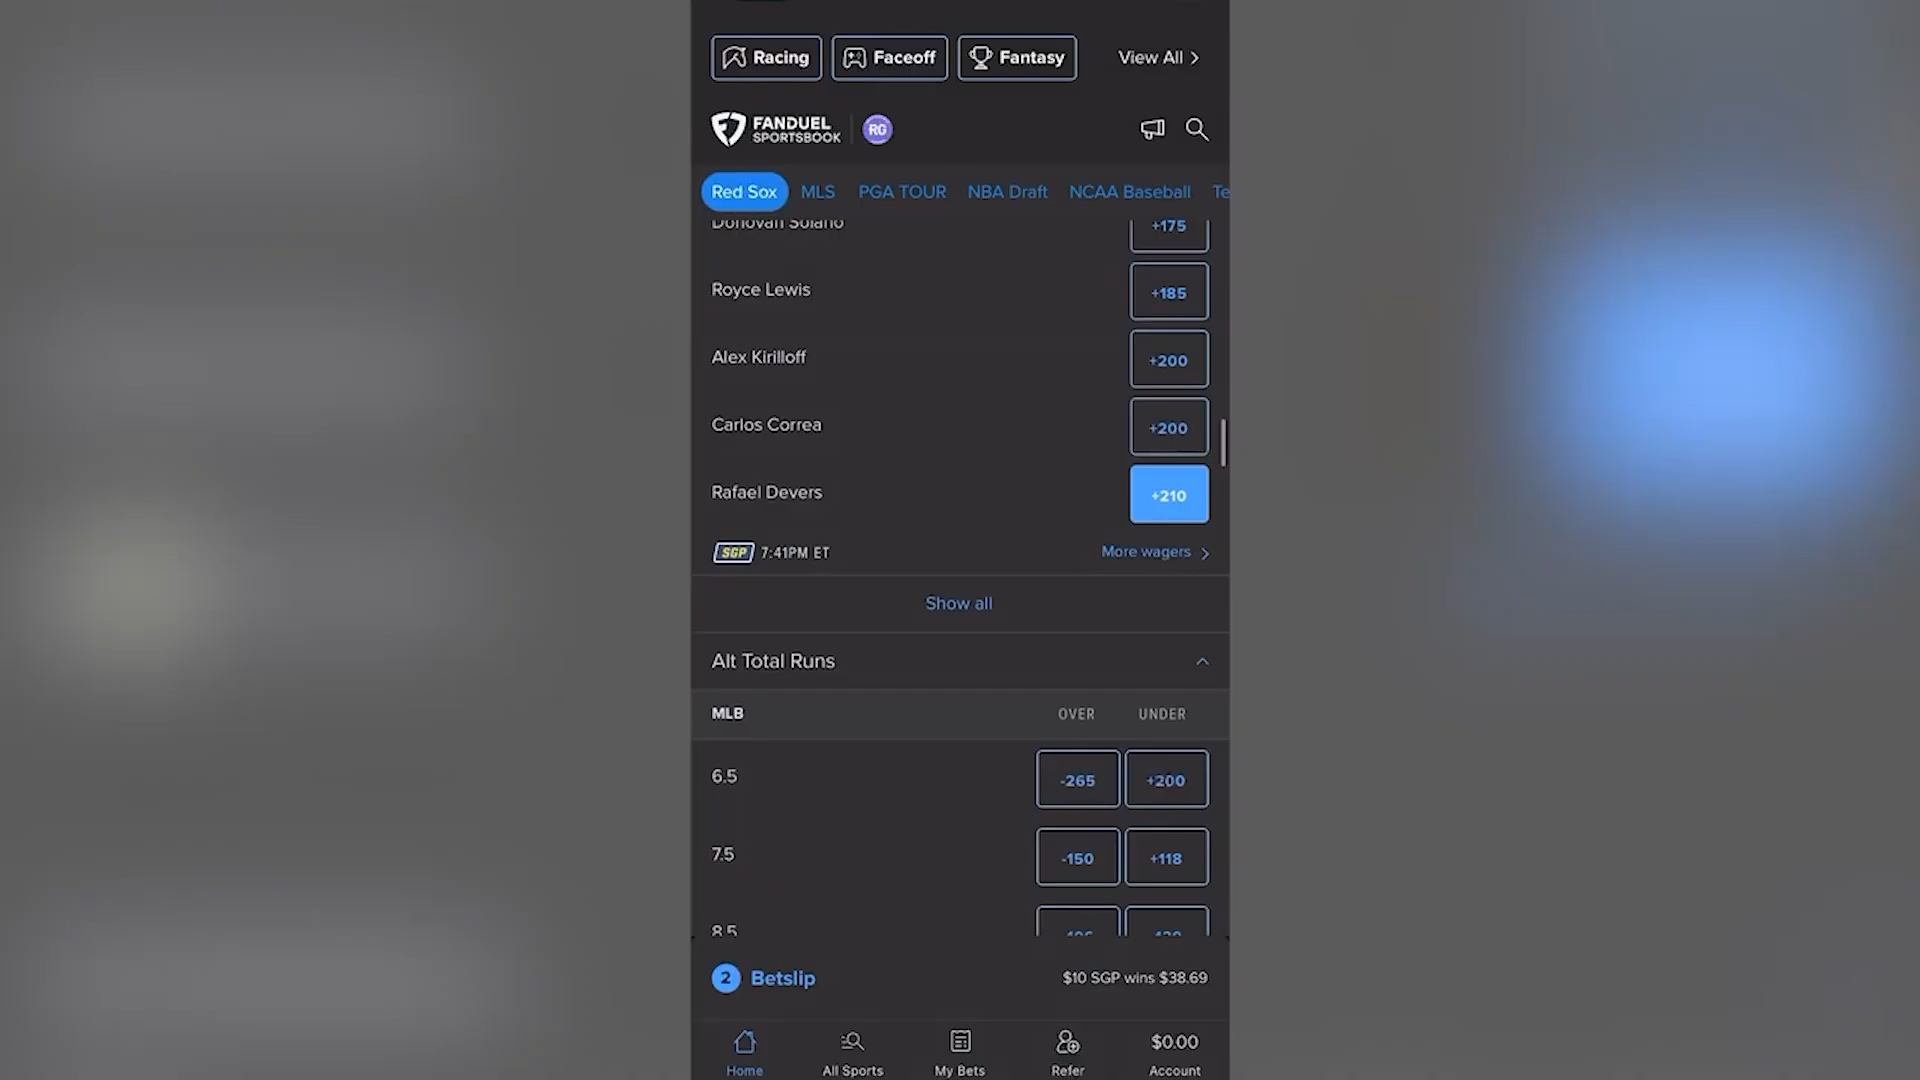 Racing Faceoff Fantasy View All
FANDUEL
SPORTSBOOK
RG
Red Sox MLS PGA TOUR NBA Draft NCAA Baseball Te
Donovan Solano +175
Royce Lewis +185
Alex Kirilloff +200
Carlos Correa +200
Rafael Devers +210
SGP 7:41PM ET More wagers
Show all
Alt Total Runs
MLB OVER UNDER
6.5 -265 +200
7.5 -150 +118
8.5
2 Betslip $10 SGP wins $38.69
$0.00
Home All Sports My Bets Refer Account